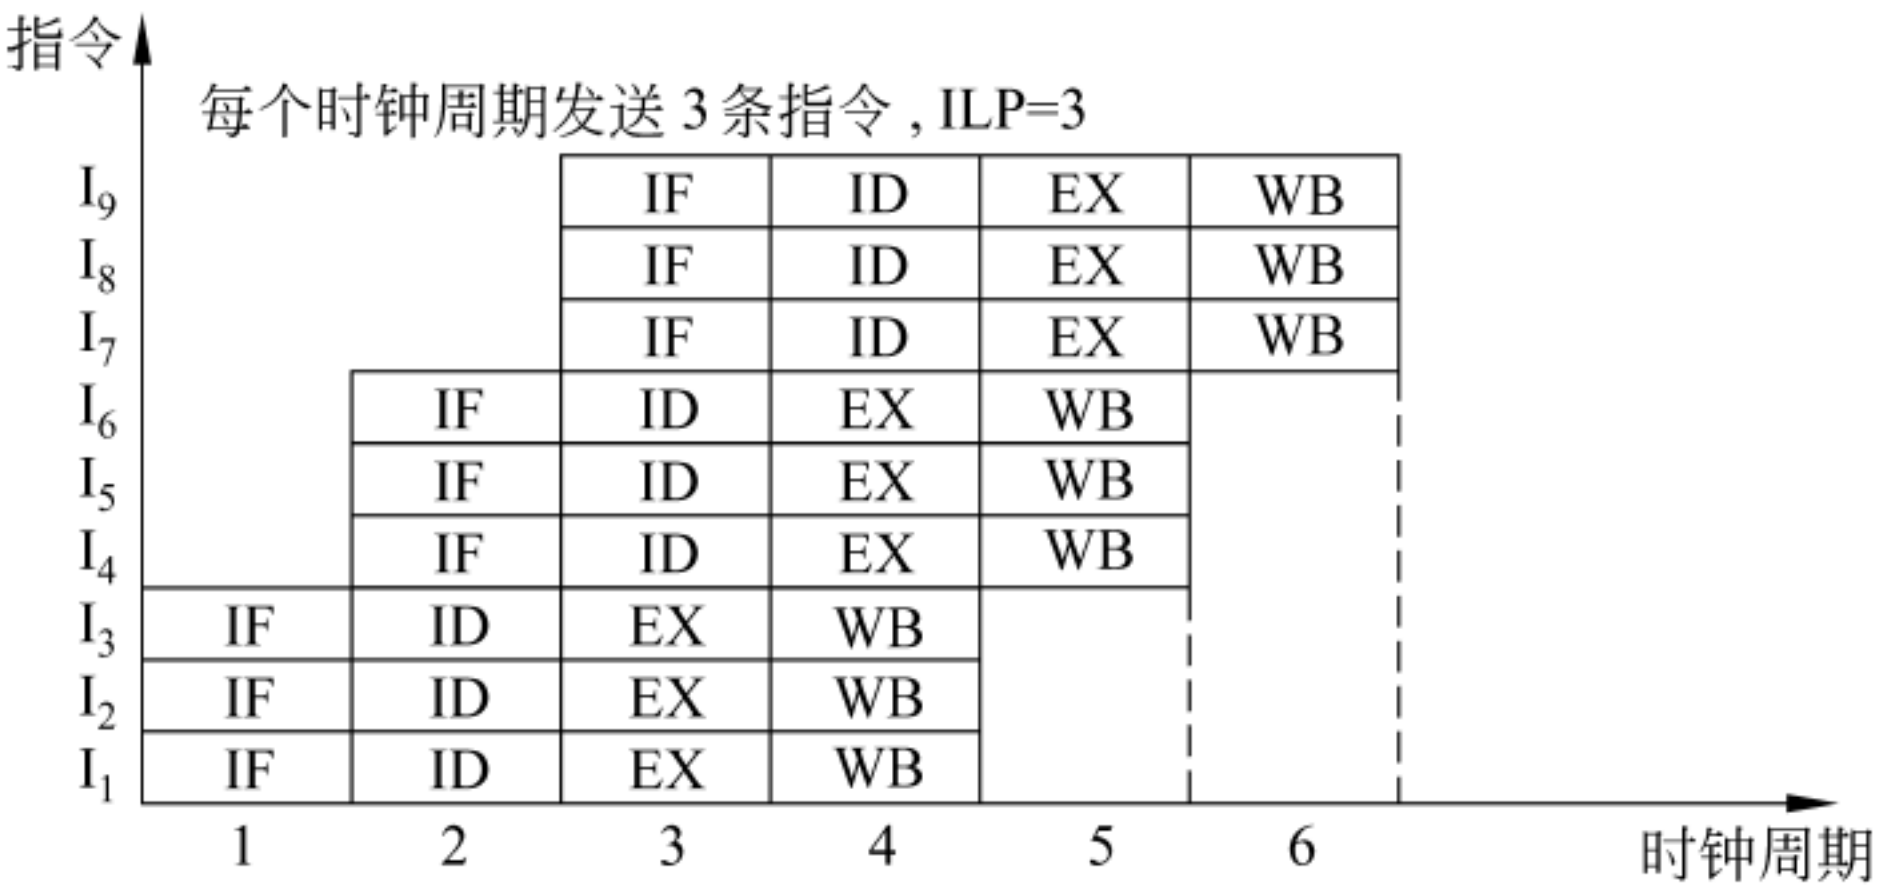 指令
每个时钟周期发送 3 条指令 , ILP=3
I9 IF ID EX WB
I8 IF ID EX WB
I7 IF ID EX WB
I6 IF ID EX WB
I5 IF ID EX WB
I4 IF ID EX WB
I3 IF ID EX WB
I2 IF ID EX WB
I1 IF ID EX WB
1 2 3 4 5 6
时钟周期